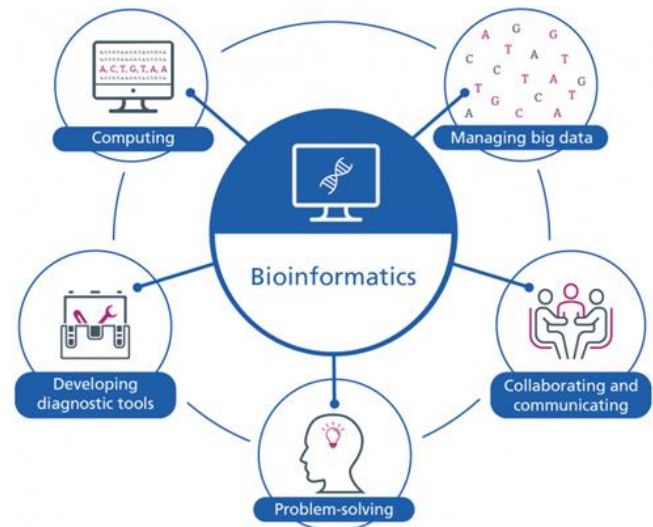 A, C, T, G, T, A, A
Computing
A G G
C T A T
C C T A T G
T G C
A C A
Managing big data
Bioinformatics
Developing
diagnostic tools
Collaborating and
communicating
Problem-solving